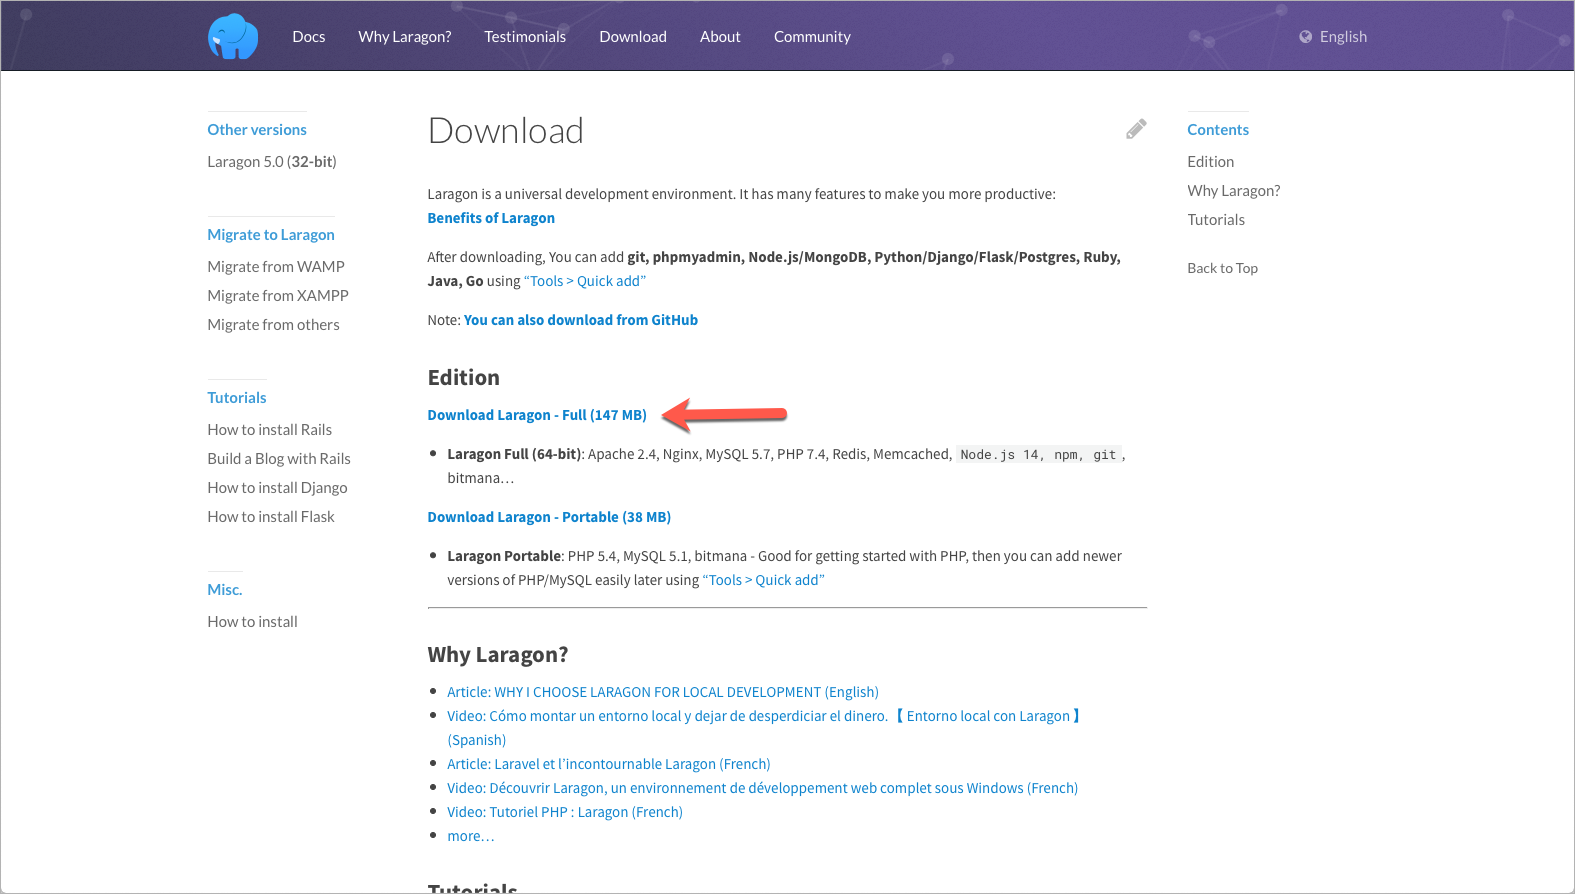 Docs Why Laragon? Testimonials Download About Community English
Other versions
Laragon 5.0 (32-bit)
Migrate to Laragon
Migrate from WAMP
Migrate from XAMPP
Migrate from others
Tutorials
How to install Rails
Build a Blog with Rails
How to install Django
How to install Flask
Misc.
How to install
Download
Laragon is a universal development environment. It has many features to make you more productive:
Benefits of Laragon
After downloading, You can add git, phpmyadmin, Node.js/MongoDB, Python/Django/Flask/Postgres, Ruby,
Java, Go using “Tools > Quick add”
Note: You can also download from GitHub
Edition
Download Laragon - Full (147 MB)
Laragon Full (64-bit): Apache 2.4, Nginx, MySQL 5.7, PHP 7.4, Redis, Memcached, Node.js 14, npm, git ,
bitmana…
Download Laragon - Portable (38 MB)
Laragon Portable: PHP 5.4, MySQL 5.1, bitmana - Good for getting started with PHP, then you can add newer
versions of PHP/MySQL easily later using “Tools > Quick add”
Why Laragon?
Article: WHY I CHOOSE LARAGON FOR LOCAL DEVELOPMENT (English)
Video: Cómo montar un entorno local y dejar de desperdiciar el dinero.【 Entorno local con Laragon 】
(Spanish)
Article: Laravel et l’incontournable Laragon (French)
Video: Découvrir Laragon, un environnement de développement web complet sous Windows (French)
Video: Tutoriel PHP : Laragon (French)
more…
Tutorials
Contents
Edition
Why Laragon?
Tutorials
Back to Top